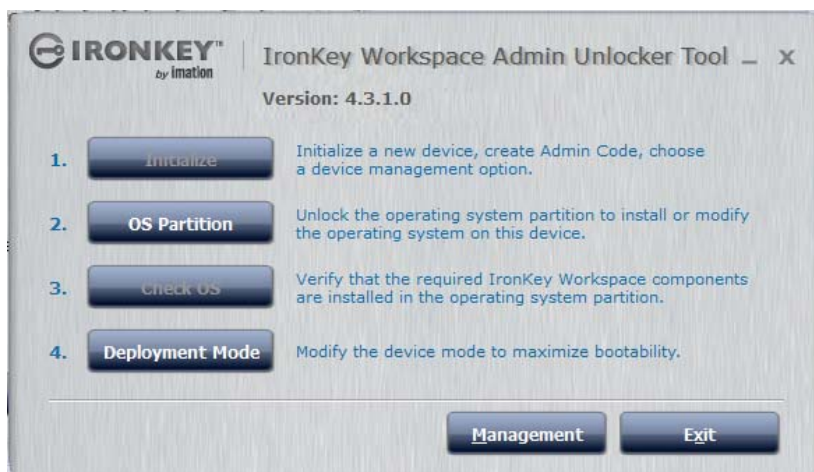 IRONKEY™
by imation
IronKey Workspace Admin Unlocker Tool
Version: 4.3.1.0
1. Initialize
Initialize a new device, create Admin Code, choose
a device management option.
2. OS Partition
Unlock the operating system partition to install or modify
the operating system on this device.
3. Check OS
Verify that the required IronKey Workspace components
are installed in the operating system partition.
4. Deployment Mode
Modify the device mode to maximize bootability.
Management
Exit